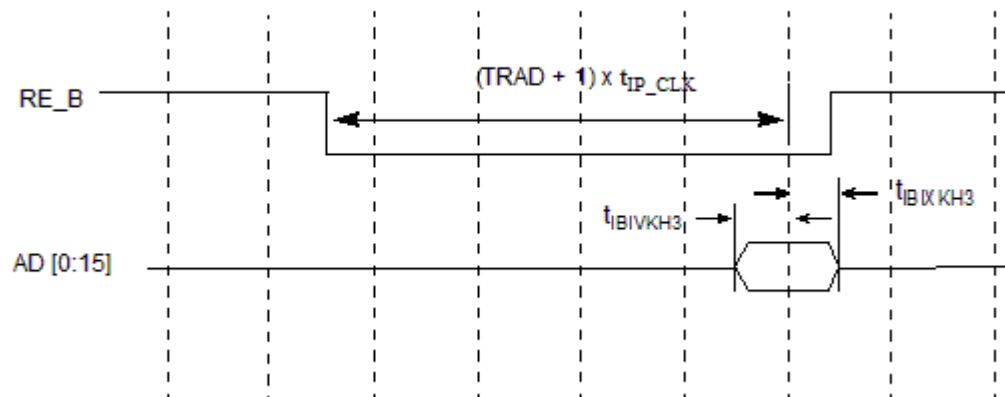 (TRAD + 1) x tIP_CLK
RE_B
tIBIXKH3
tIBIVKH3
AD [0:15]